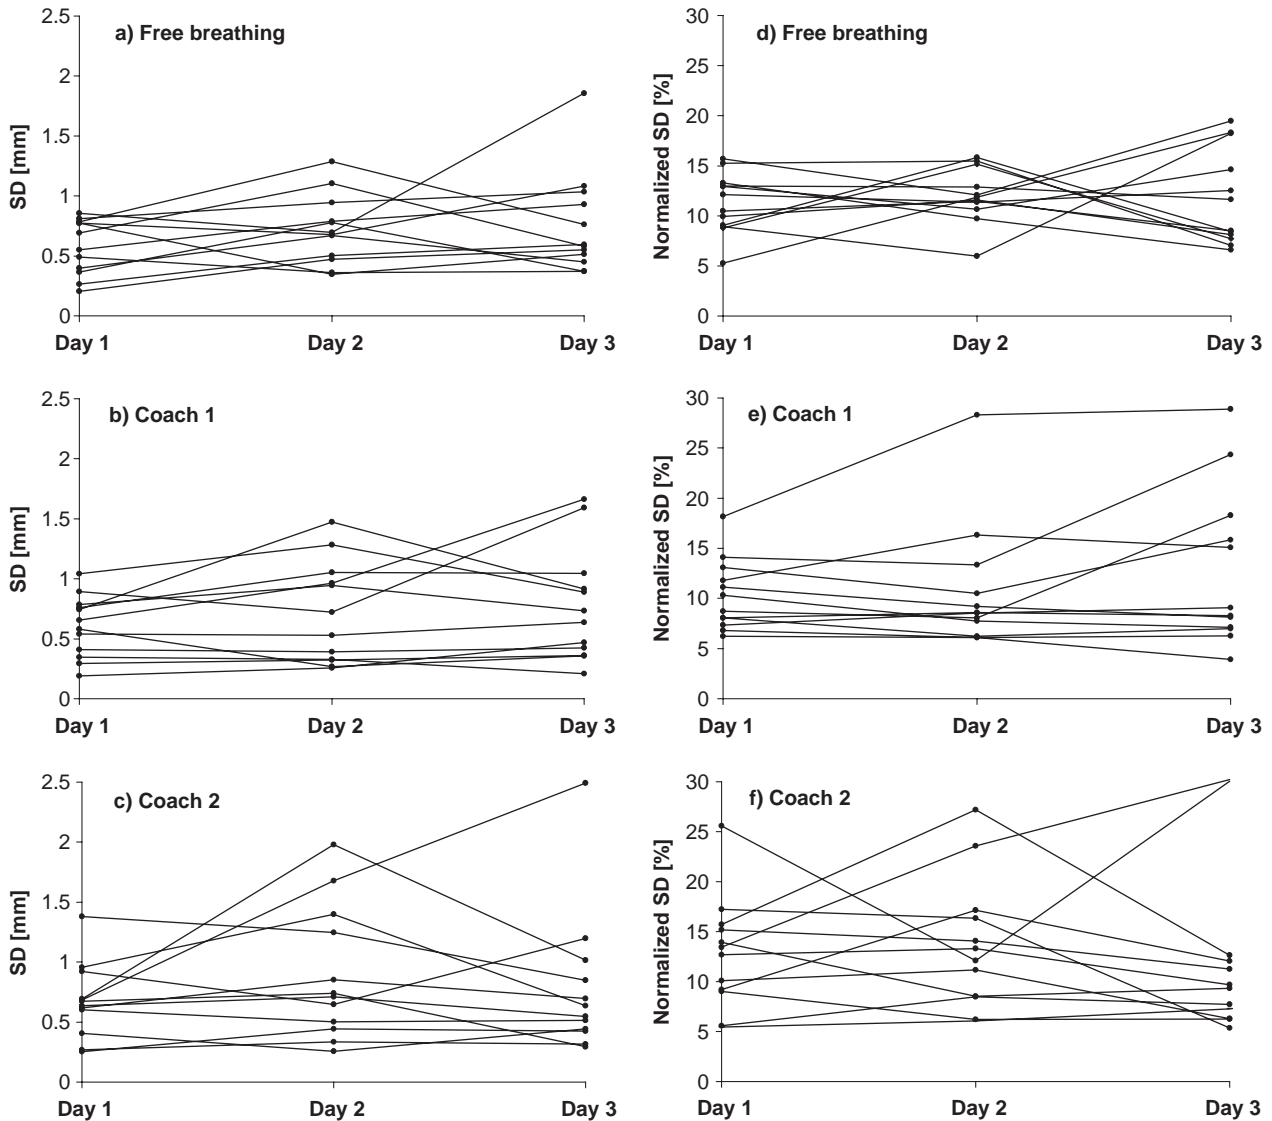 a) Free breathing
SD [mm]
2.5
2
1.5
1
0.5
0
Day 1 Day 2 Day 3
d) Free breathing
Normalized SD [%]
30
25
20
15
10
5
0
Day 1 Day 2 Day 3
b) Coach 1
SD [mm]
2.5
2
1.5
1
0.5
0
Day 1 Day 2 Day 3
e) Coach 1
Normalized SD [%]
30
25
20
15
10
5
0
Day 1 Day 2 Day 3
c) Coach 2
SD [mm]
2.5
2
1.5
1
0.5
0
Day 1 Day 2 Day 3
f) Coach 2
Normalized SD [%]
30
25
20
15
10
5
0
Day 1 Day 2 Day 3